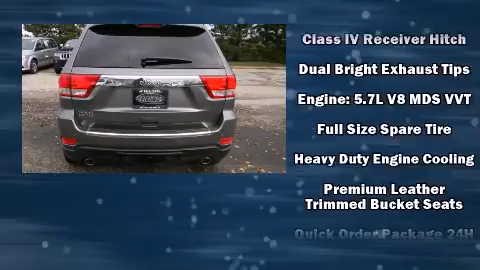 Class IV Receiver Hitch
Dual Bright Exhaust Tips
Engine: 5.7L V8 MDS VVT
Full Size Spare Tire
Heavy Duty Engine Cooling
Premium Leather
Trimmed Bucket Seats
Quick Order Package 24H